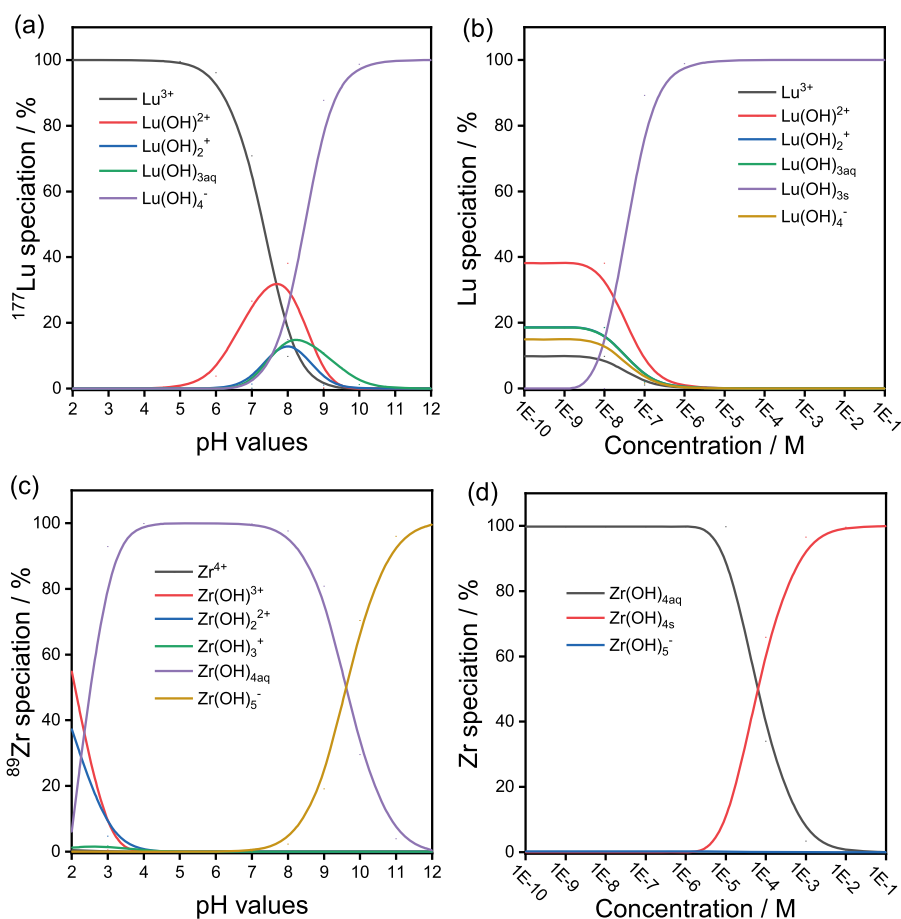 (a)
100
80
60
40
20
0
¹⁷⁷Lu speciation / %
Lu³⁺
Lu(OH)²⁺
Lu(OH)₂⁺
Lu(OH)₃aq
Lu(OH)₄⁻
2 3 4 5 6 7 8 9 10 11 12
pH values
(b)
100
80
60
40
20
0
Lu speciation / %
Lu³⁺
Lu(OH)²⁺
Lu(OH)₂⁺
Lu(OH)₃aq
Lu(OH)₃s
Lu(OH)₄⁻
1E-10 1E-9 1E-8 1E-7 1E-6 1E-5 1E-4 1E-3 1E-2 1E-1
Concentration / M
(c)
100
80
60
40
20
0
⁸⁹Zr speciation / %
Zr⁴⁺
Zr(OH)³⁺
Zr(OH)₂²⁺
Zr(OH)₃⁺
Zr(OH)₄aq
Zr(OH)₅⁻
2 3 4 5 6 7 8 9 10 11 12
pH values
(d)
100
80
60
40
20
0
Zr speciation / %
Zr(OH)₄aq
Zr(OH)₄s
Zr(OH)₅⁻
1E-10 1E-9 1E-8 1E-7 1E-6 1E-5 1E-4 1E-3 1E-2 1E-1
Concentration / M